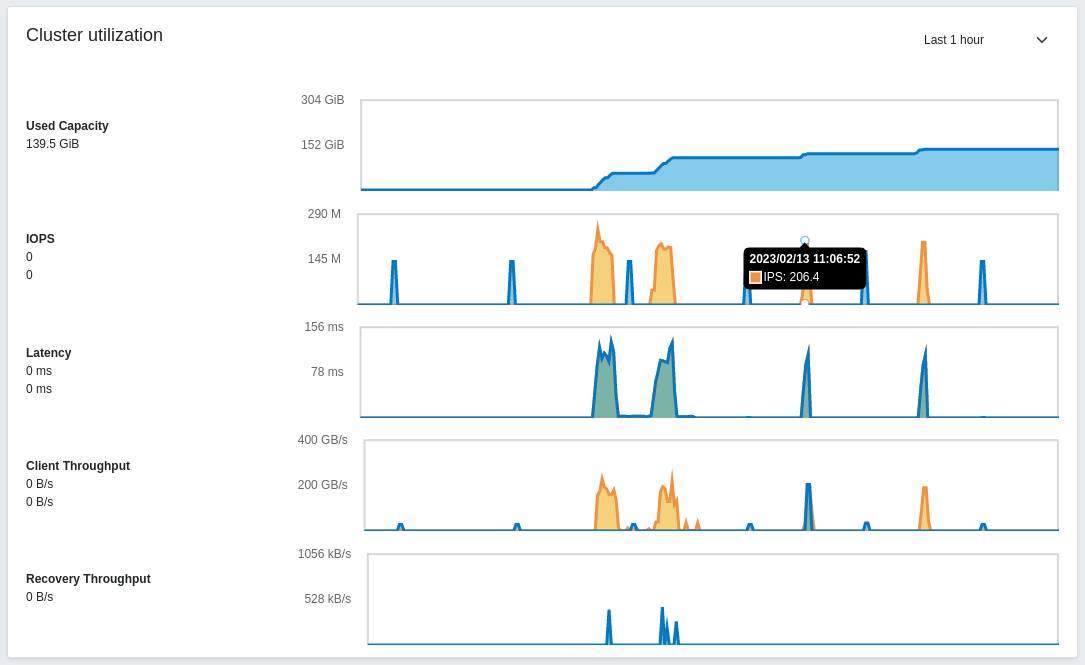 Cluster utilization
Last 1 hour
Used Capacity
139.5 GiB
304 GiB
152 GiB
IOPS
0
0
290 M
145 M
2023/02/13 11:06:52
IPS: 206.4
Latency
0 ms
0 ms
156 ms
78 ms
Client Throughput
0 B/s
0 B/s
400 GB/s
200 GB/s
Recovery Throughput
0 B/s
1056 kB/s
528 kB/s